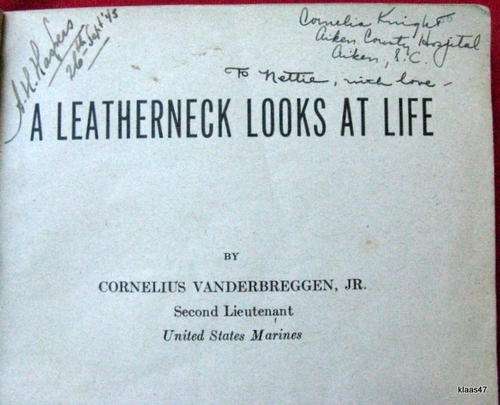 26th Sept '45
Cornelia Knight
Aiken County Hospital
Aiken, S.C.
To Nettie, with love-
A LEATHERNECK LOOKS AT LIFE
BY
CORNELIUS VANDERBREGGEN, JR.
Second Lieutenant
United States Marines
klaas47